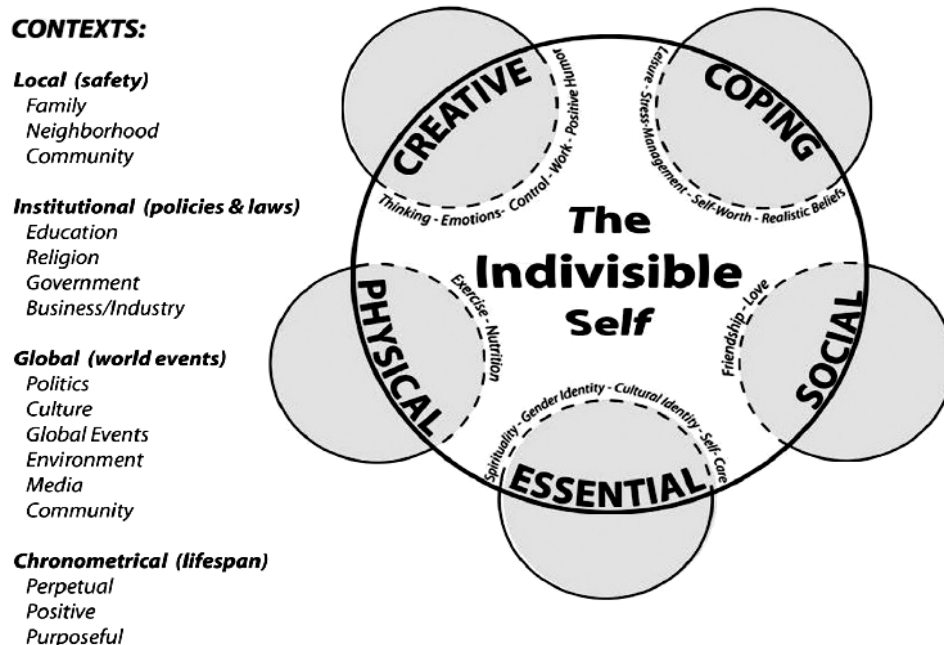 CONTEXTS:
Local (safety)
Family
Neighborhood
Community
Institutional (policies & laws)
Education
Religion
Government
Business/Industry
Global (world events)
Politics
Culture
Global Events
Environment
Media
Community
Chronometrical (lifespan)
Perpetual
Positive
Purposeful
CREATIVE
Thinking - Emotions- Control - Work - Positive Humor
COPING
Leisure - Stress-Management - Self-Worth - Realistic Beliefs
The
Indivisible
Self
PHYSICAL
Exercise - Nutrition
SOCIAL
Friendship - Love
ESSENTIAL
Spirituality - Gender Identity - Cultural Identity - Self- Care